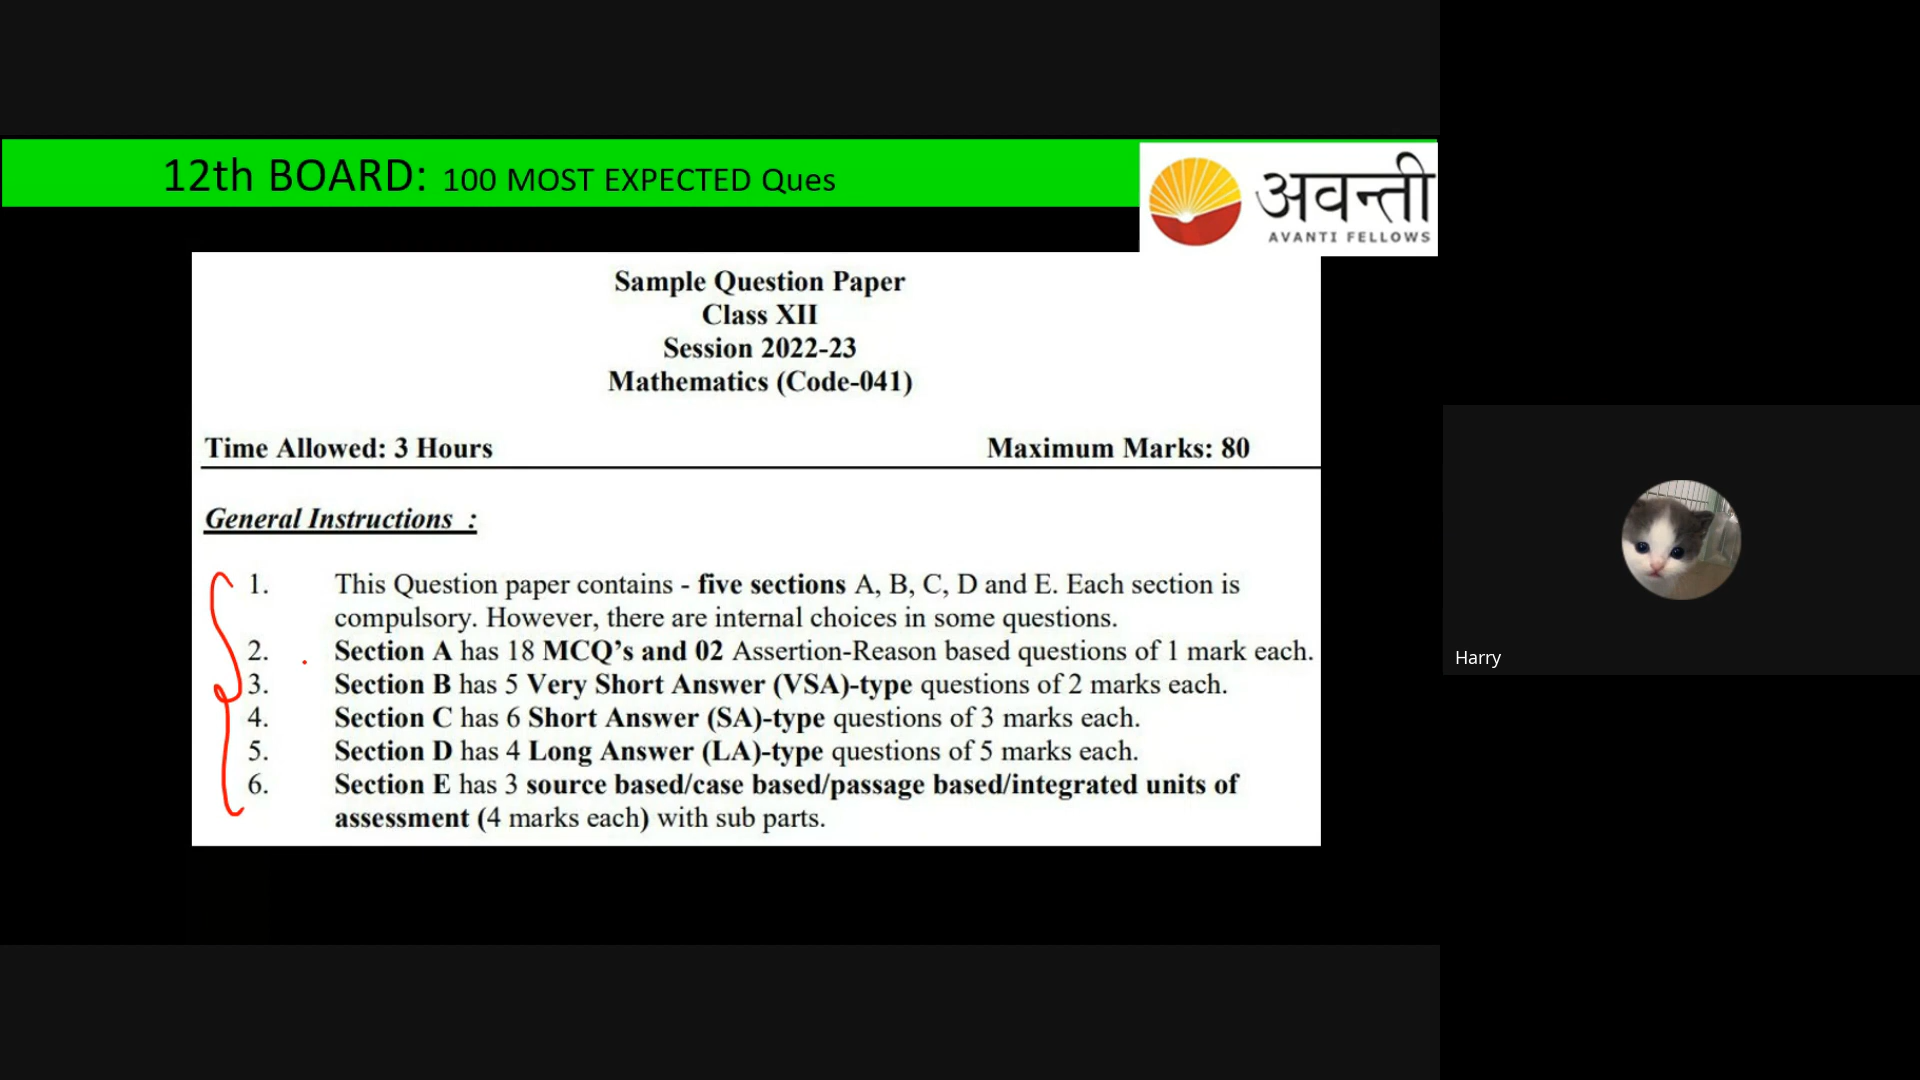 12th BOARD: 100 MOST EXPECTED Ques
अवन्ती
AVANTI FELLOWS
Sample Question Paper
Class XII
Session 2022-23
Mathematics (Code-041)
Time Allowed: 3 Hours Maximum Marks: 80
General Instructions :
1. This Question paper contains - five sections A, B, C, D and E. Each section is
compulsory. However, there are internal choices in some questions.
2. Section A has 18 MCQ’s and 02 Assertion-Reason based questions of 1 mark each.
3. Section B has 5 Very Short Answer (VSA)-type questions of 2 marks each.
4. Section C has 6 Short Answer (SA)-type questions of 3 marks each.
5. Section D has 4 Long Answer (LA)-type questions of 5 marks each.
6. Section E has 3 source based/case based/passage based/integrated units of
assessment (4 marks each) with sub parts.
Harry